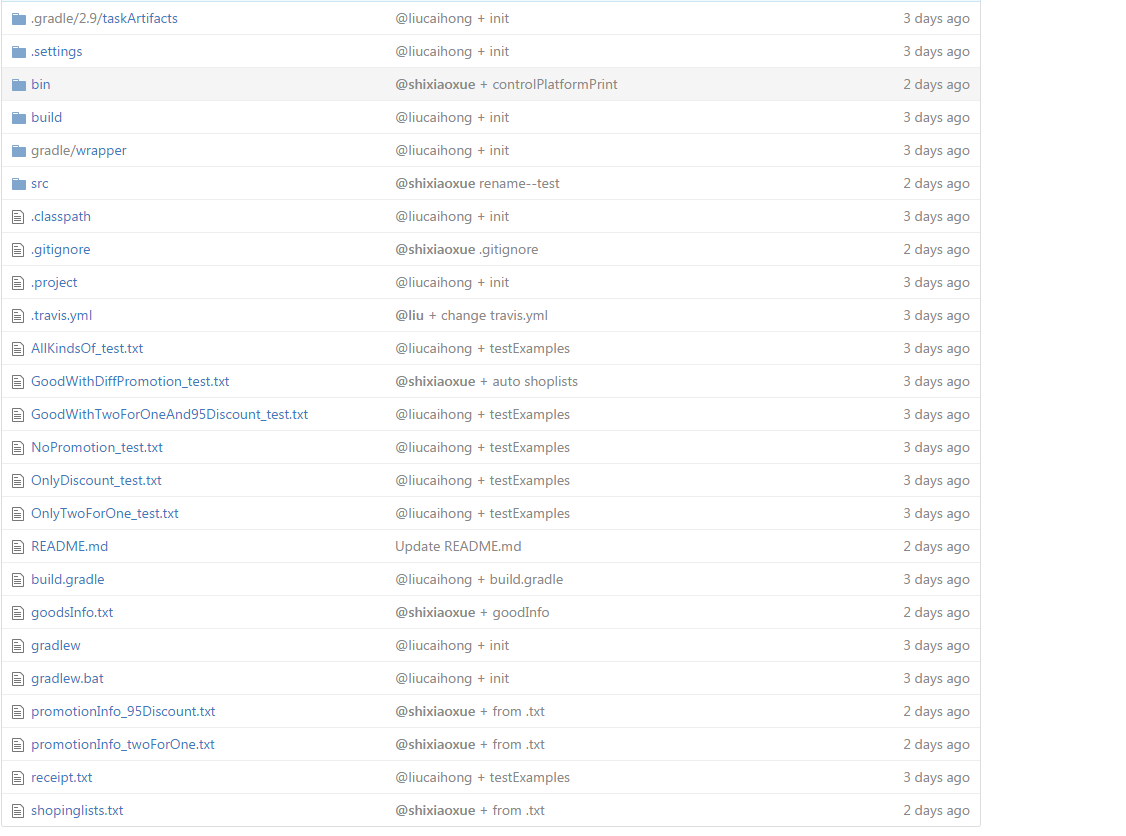 .gradle/2.9/taskArtifacts @liucaihong + init 3 days ago
.settings @liucaihong + init 3 days ago
bin @shixiaoxue + controlPlatformPrint 2 days ago
build @liucaihong + init 3 days ago
gradle/wrapper @liucaihong + init 3 days ago
src @shixiaoxue rename--test 2 days ago
.classpath @liucaihong + init 3 days ago
.gitignore @shixiaoxue .gitignore 2 days ago
.project @liucaihong + init 3 days ago
.travis.yml @liu + change travis.yml 3 days ago
AllKindsOf_test.txt @liucaihong + testExamples 3 days ago
GoodWithDiffPromotion_test.txt @shixiaoxue + auto shoplists 3 days ago
GoodWithTwoForOneAnd95Discount_test.txt @liucaihong + testExamples 3 days ago
NoPromotion_test.txt @liucaihong + testExamples 3 days ago
OnlyDiscount_test.txt @liucaihong + testExamples 3 days ago
OnlyTwoForOne_test.txt @liucaihong + testExamples 3 days ago
README.md Update README.md 2 days ago
build.gradle @liucaihong + build.gradle 3 days ago
goodsInfo.txt @shixiaoxue + goodInfo 2 days ago
gradlew @liucaihong + init 3 days ago
gradlew.bat @liucaihong + init 3 days ago
promotionInfo_95Discount.txt @shixiaoxue + from .txt 2 days ago
promotionInfo_twoForOne.txt @shixiaoxue + from .txt 2 days ago
receipt.txt @liucaihong + testExamples 3 days ago
shopinglists.txt @shixiaoxue + from .txt 2 days ago